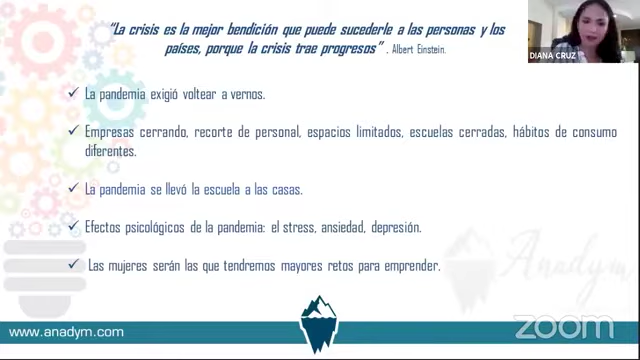 “La crisis es la mejor bendición que puede sucederle a las personas y los
países, porque la crisis trae progresos” . Albert Einstein.
DIANA CRUZ
✓ La pandemia exigió voltear a vernos.
✓ Empresas cerrando, recorte de personal, espacios limitados, escuelas cerradas, hábitos de consumo
diferentes.
✓ La pandemia se llevó la escuela a las casas.
✓ Efectos psicológicos de la pandemia: el stress, ansiedad, depresión.
✓ Las mujeres serán las que tendremos mayores retos para emprender.
Anadym
www.anadym.com
zoom